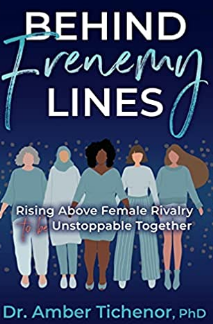 BEHIND
Frenemy
LINES
Rising Above Female Rivalry
to be Unstoppable Together
Dr. Amber Tichenor, PhD